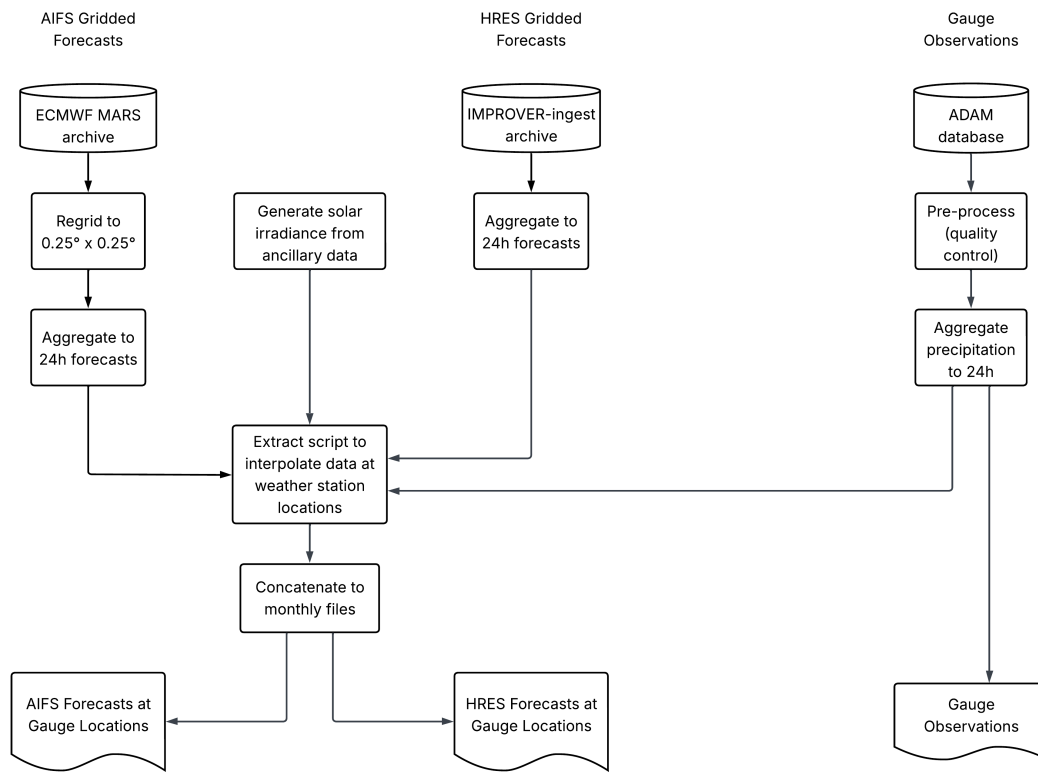 AIFS Gridded
Forecasts
HRES Gridded
Forecasts
Gauge
Observations
ECMWF MARS
archive
IMPROVER-ingest
archive
ADAM
database
Regrid to
0.25° x 0.25°
Generate solar
irradiance from
ancillary data
Aggregate to
24h forecasts
Pre-process
(quality
control)
Aggregate to
24h forecasts
Aggregate
precipitation
to 24h
Extract script to
interpolate data at
weather station
locations
Concatenate to
monthly files
AIFS Forecasts at
Gauge Locations
HRES Forecasts at
Gauge Locations
Gauge
Observations